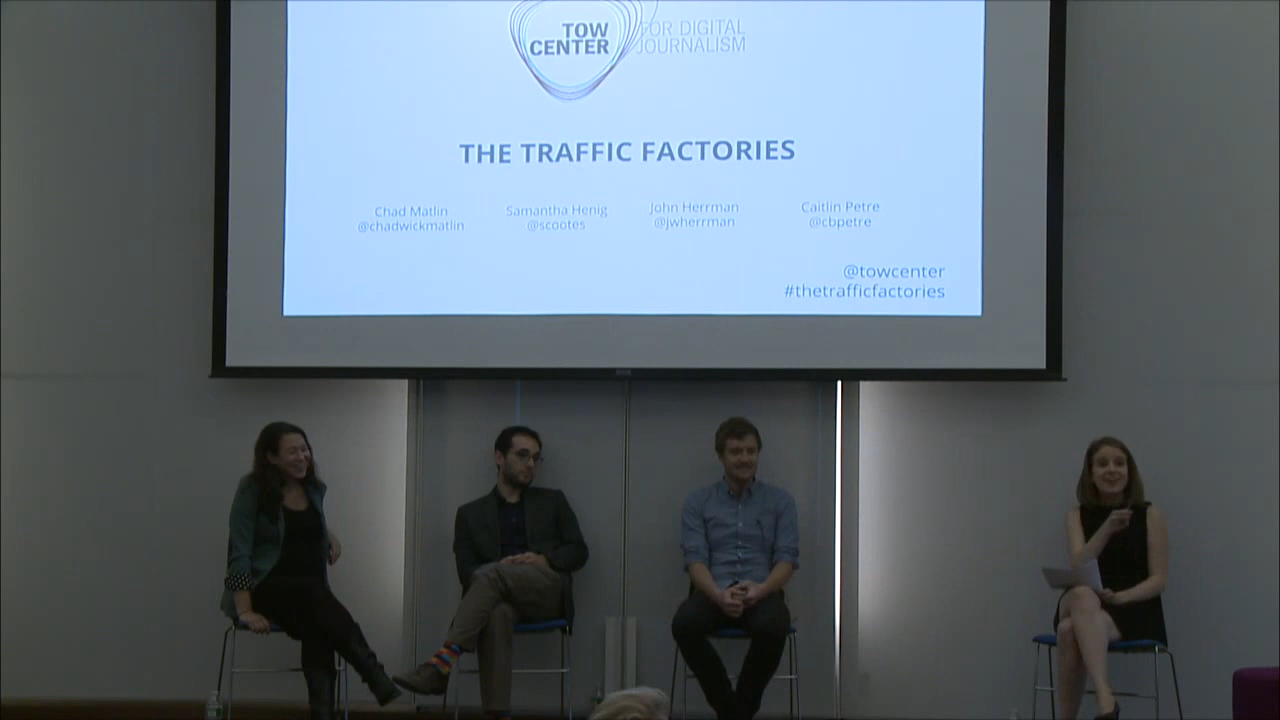 TOW
CENTER
FOR DIGITAL
JOURNALISM
THE TRAFFIC FACTORIES
Chad Matlin
@chadwickmatlin
Samantha Henig
@scootes
John Herrman
@jwherrman
Caitlin Petre
@cbpetre
@towcenter
#thetrafficfactories